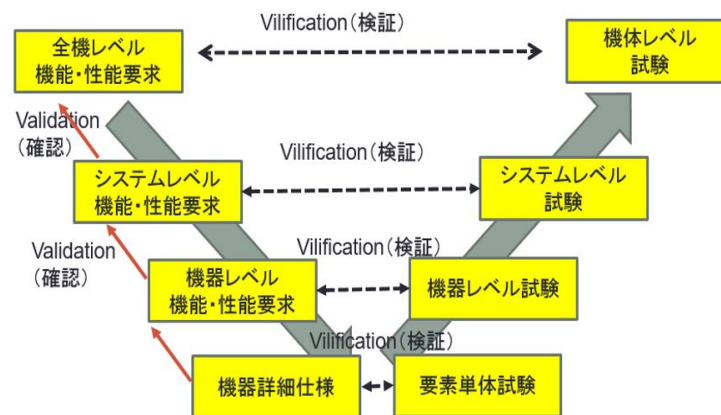 Vilification(検証)
全機レベル
機能・性能要求
機体レベル
試験
Validation
(確認)
Vilification(検証)
システムレベル
機能・性能要求
システムレベル
試験
Validation
(確認)
Vilification(検証)
機器レベル
機能・性能要求
機器レベル試験
Vilification(検証)
機器詳細仕様
要素単体試験